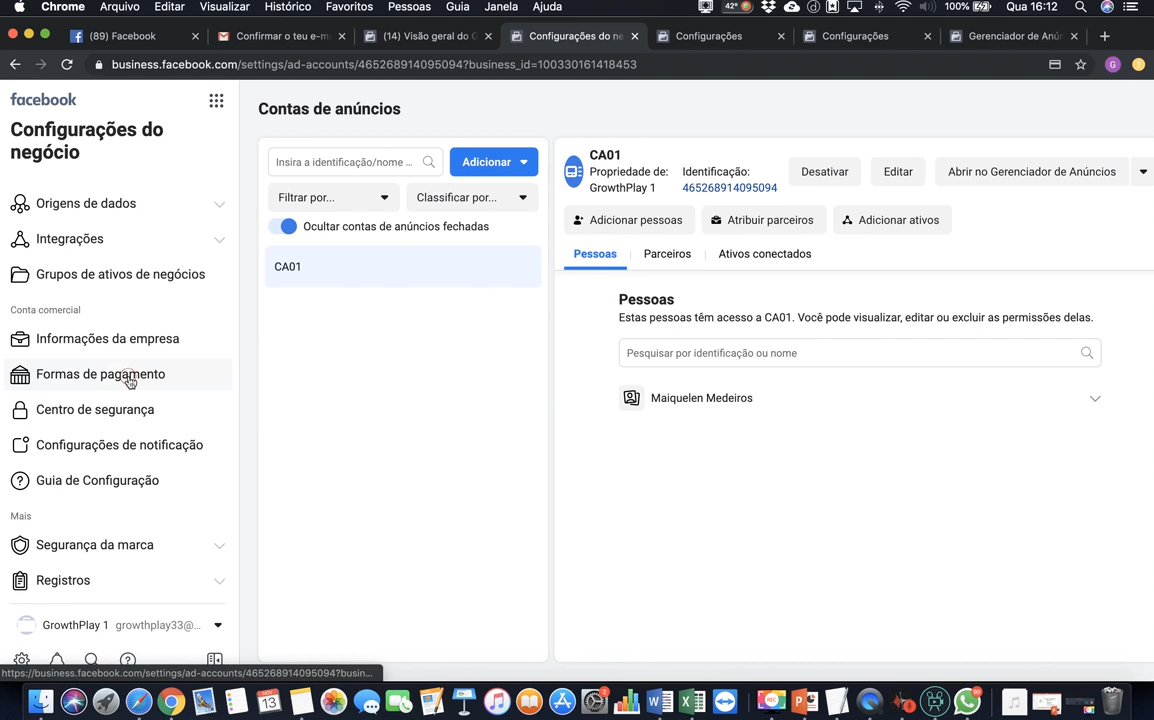 Chrome Arquivo Editar Visualizar Histórico Favoritos Pessoas Guia Janela Ajuda 42° 100% Qua 16:12
(89) Facebook
Confirmar o teu e-m
(14) Visão geral do G
Configurações do ne
Configurações
Configurações
Gerenciador de Anún
business.facebook.com/settings/ad-accounts/465268914095094?business_id=100330161418453
G
facebook
Configurações do
negócio
Origens de dados
Integrações
Grupos de ativos de negócios
Conta comercial
Informações da empresa
Formas de pagamento
Centro de segurança
Configurações de notificação
Guia de Configuração
Mais
Segurança da marca
Registros
GrowthPlay 1 growthplay33@...
https://business.facebook.com/settings/ad-accounts/465268914095094?busin...
Contas de anúncios
Insira a identificação/nome ...
Adicionar
Filtrar por...
Classificar por...
Ocultar contas de anúncios fechadas
CA01
CA01
Propriedade de:
GrowthPlay 1
Identificação:
465268914095094
Desativar
Editar
Abrir no Gerenciador de Anúncios
Adicionar pessoas
Atribuir parceiros
Adicionar ativos
Pessoas
Parceiros
Ativos conectados
Pessoas
Estas pessoas têm acesso a CA01. Você pode visualizar, editar ou excluir as permissões delas.
Pesquisar por identificação ou nome
Maiquelen Medeiros
13
2